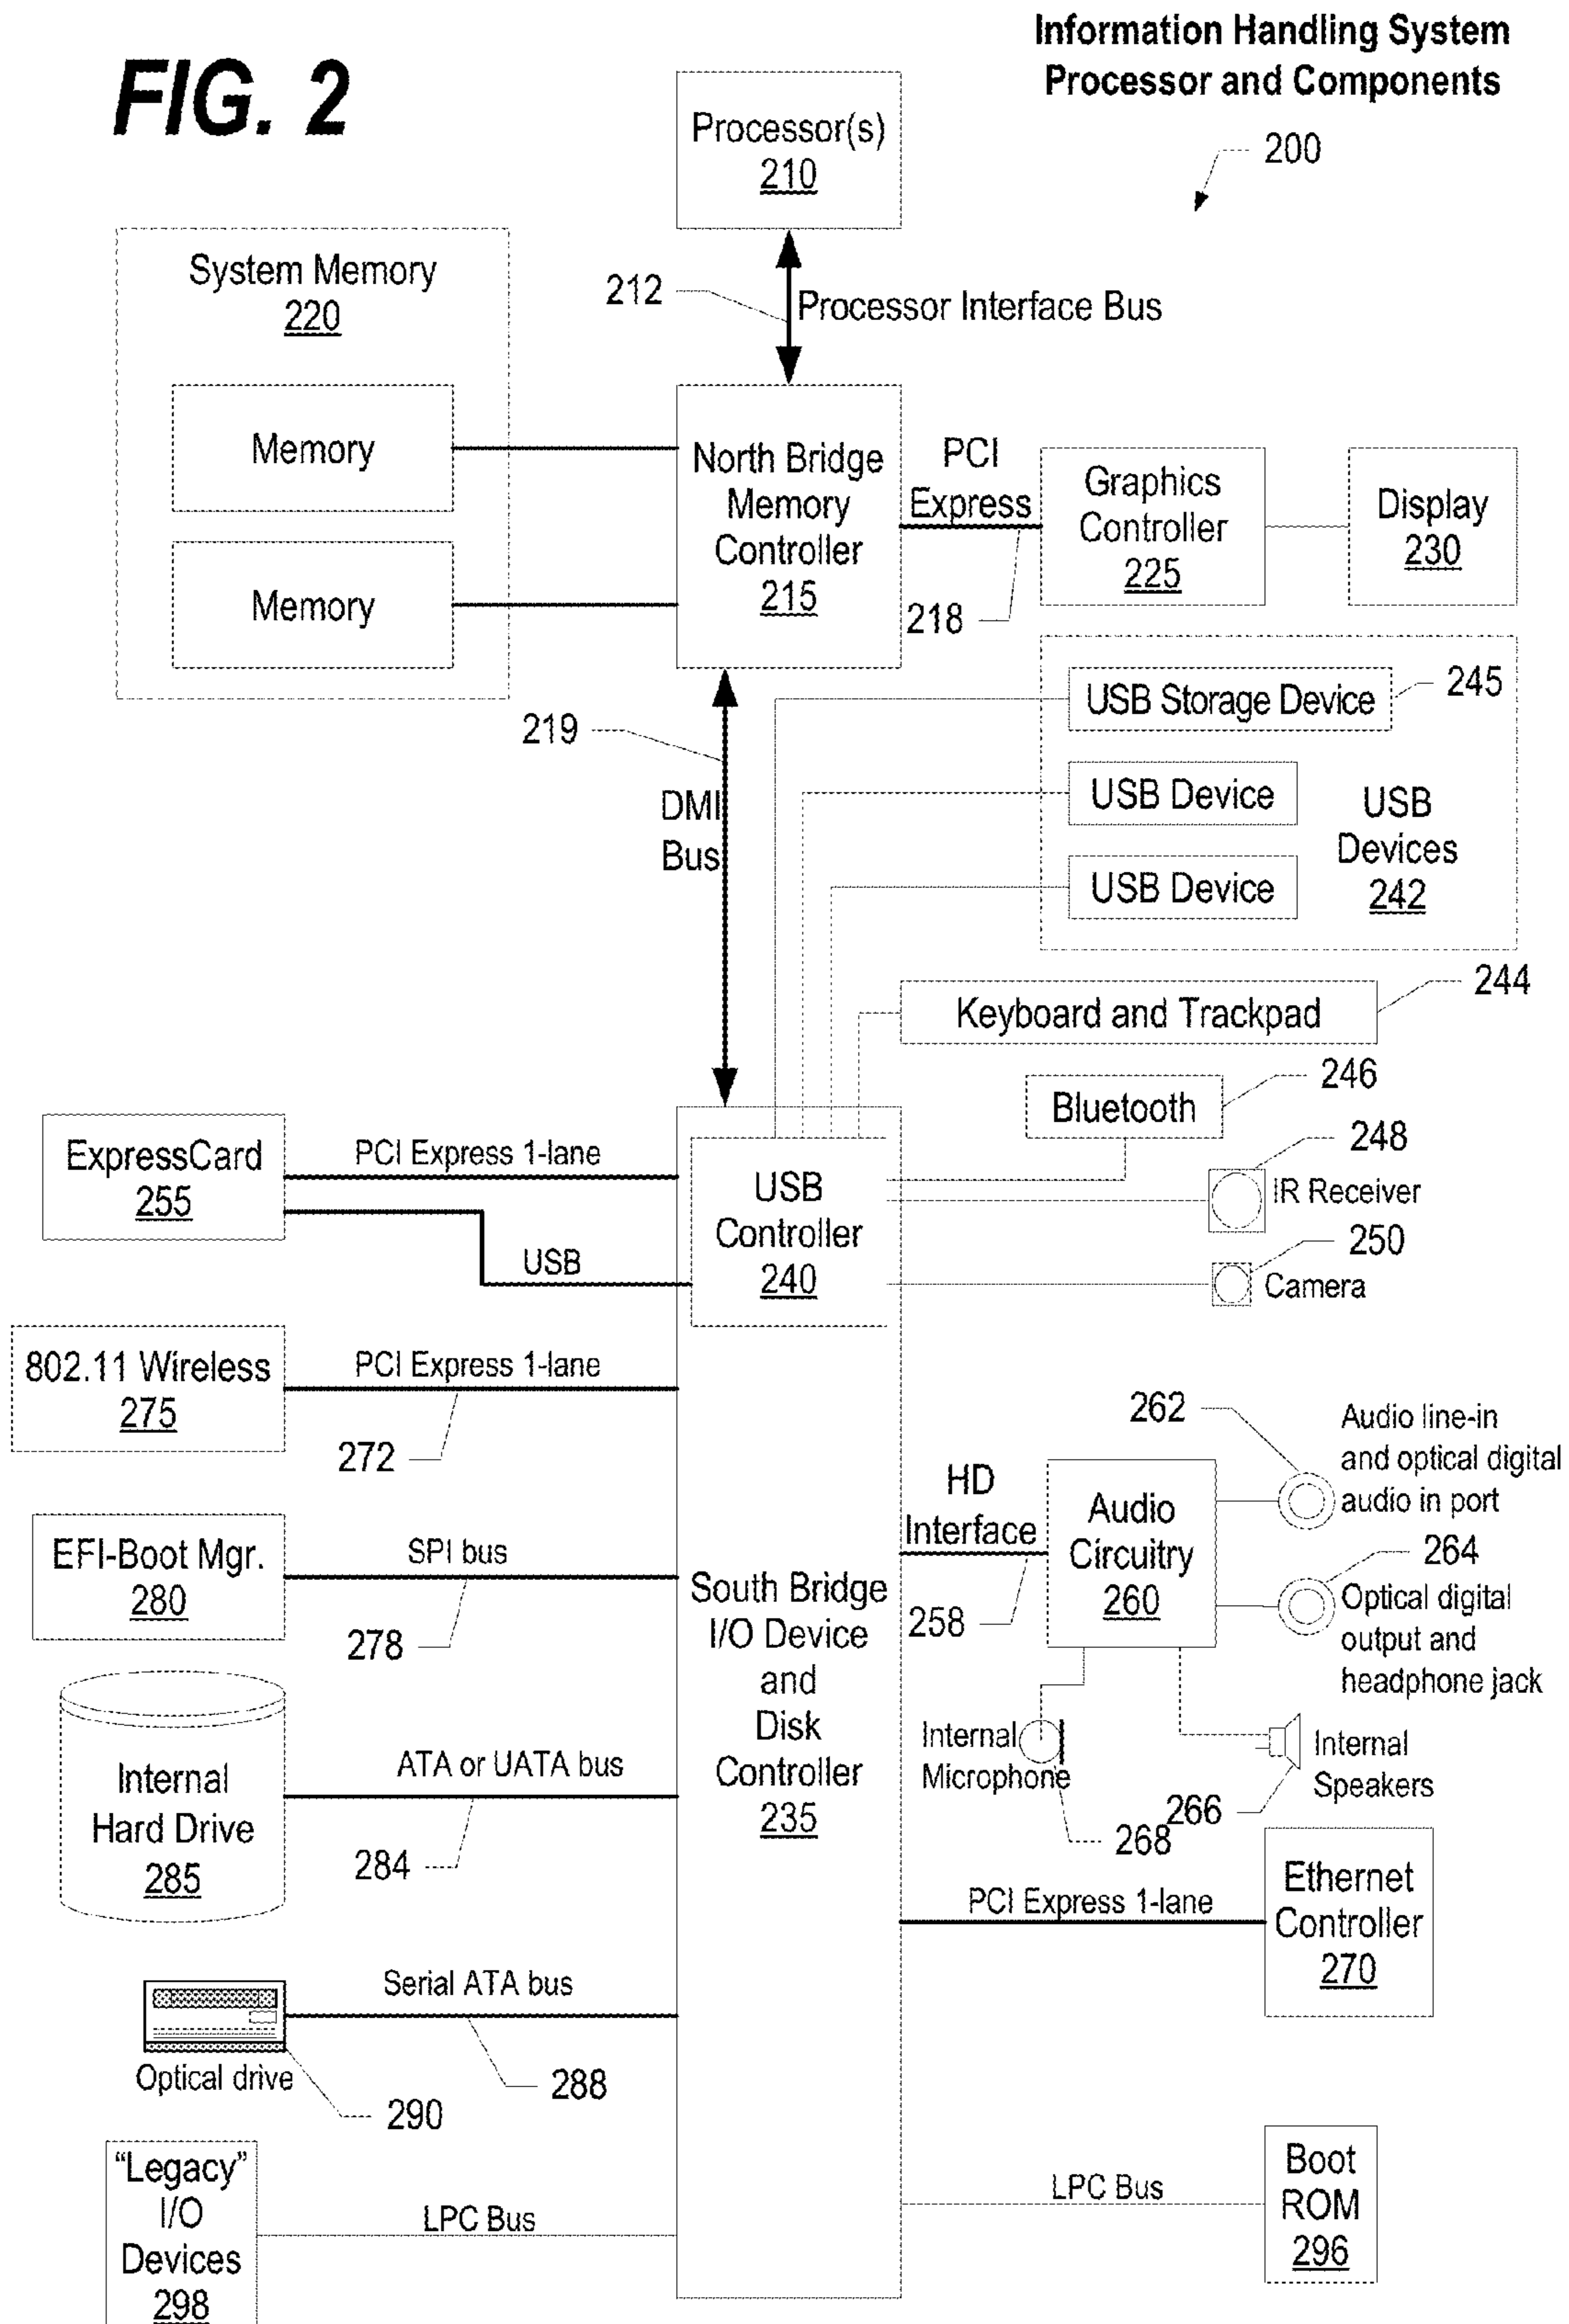 Information Handling System
Processor and Components
FIG. 2
200
Processor(s)
210
212
Processor Interface Bus
System Memory
220
Memory
Memory
North Bridge
Memory
Controller
215
PCI
Express
218
Graphics
Controller
225
Display
230
219
DMI
Bus
USB Storage Device
245
USB Device
USB Device
USB
Devices
242
Keyboard and Trackpad
244
Bluetooth
246
248
IR Receiver
250
Camera
ExpressCard
255
PCI Express 1-lane
USB
USB
Controller
240
802.11 Wireless
275
PCI Express 1-lane
272
262
Audio line-in
and optical digital
audio in port
HD
Interface
258
Audio
Circuitry
260
264
Optical digital
output and
headphone jack
EFI-Boot Mgr.
280
SPI bus
278
South Bridge
I/O Device
and
Disk
Controller
235
Internal
Microphone
268
Internal
Speakers
266
Internal
Hard Drive
285
ATA or UATA bus
284
PCI Express 1-lane
Ethernet
Controller
270
Serial ATA bus
288
Optical drive
290
"Legacy"
I/O
Devices
298
LPC Bus
LPC Bus
Boot
ROM
296